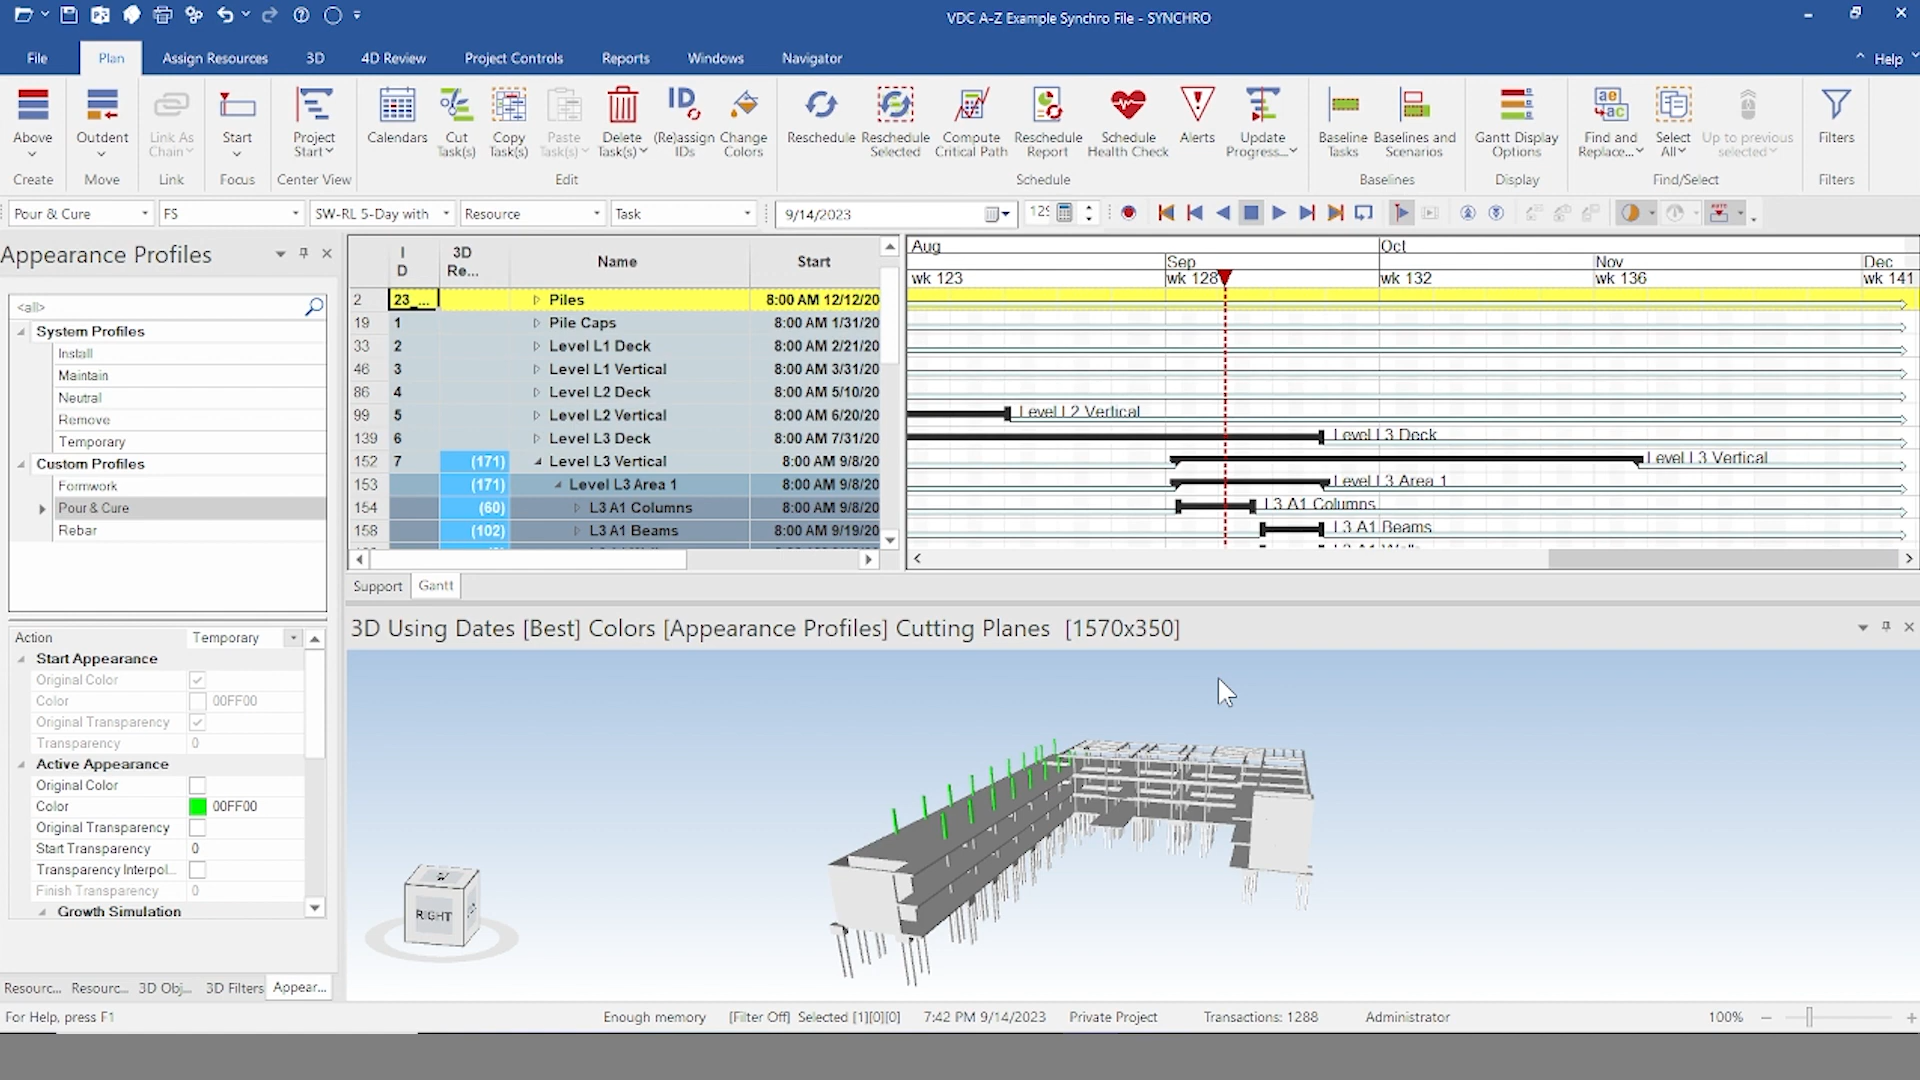 VDC A-Z Example Synchro File - SYNCHRO
File Plan Assign Resources 3D 4D Review Project Controls Reports Windows Navigator Help
Above Outdent Link As Chain Start Project Start Calendars Cut Task(s) Copy Task(s) Paste Task(s) Delete Task(s) ID (Re)assign IDs Change Colors Reschedule Reschedule Selected Compute Critical Path Reschedule Report Schedule Health Check Alerts Update Progress... Baseline Tasks Baselines and Scenarios Gantt Display Options Find and Replace... Select All Up to previous selected Filters
Create Move Link Focus Center View Edit Schedule Baselines Display Find/Select Filters
Pour & Cure FS SW-RL 5-Day with Resource Task 9/14/2023
Appearance Profiles
<all>
System Profiles
Install
Maintain
Neutral
Remove
Temporary
Custom Profiles
Formwork
Pour & Cure
Rebar
Action Temporary
Start Appearance
Original Color
Color 00FF00
Original Transparency
Transparency 0
Active Appearance
Original Color
Color 00FF00
Original Transparency
Start Transparency 0
Transparency Interpol...
Finish Transparency 0
Growth Simulation
Resourc... Resourc... 3D Obj... 3D Filters Appear...
ID 3D Re... Name Start
2 23_... Piles 8:00 AM 12/12/20
19 1 Pile Caps 8:00 AM 1/31/20
33 2 Level L1 Deck 8:00 AM 2/21/20
46 3 Level L1 Vertical 8:00 AM 3/31/20
86 4 Level L2 Deck 8:00 AM 5/10/20
99 5 Level L2 Vertical 8:00 AM 6/20/20
139 6 Level L3 Deck 8:00 AM 7/31/20
152 7 (171) Level L3 Vertical 8:00 AM 9/8/20
153 (171) Level L3 Area 1 8:00 AM 9/8/20
154 (60) L3 A1 Columns 8:00 AM 9/8/20
158 (102) L3 A1 Beams 8:00 AM 9/19/20
Aug Oct
Sep Nov Dec
wk 123 wk 128 wk 132 wk 136 wk 141
Level L2 Vertical
Level L3 Deck
Level L3 Vertical
Level L3 Area 1
L3 A1 Columns
L3 A1 Beams
Support Gantt
3D Using Dates [Best] Colors [Appearance Profiles] Cutting Planes [1570x350]
RIGHT
For Help, press F1 Enough memory [Filter Off] Selected [1][0][0] 7:42 PM 9/14/2023 Private Project Transactions: 1288 Administrator 100%